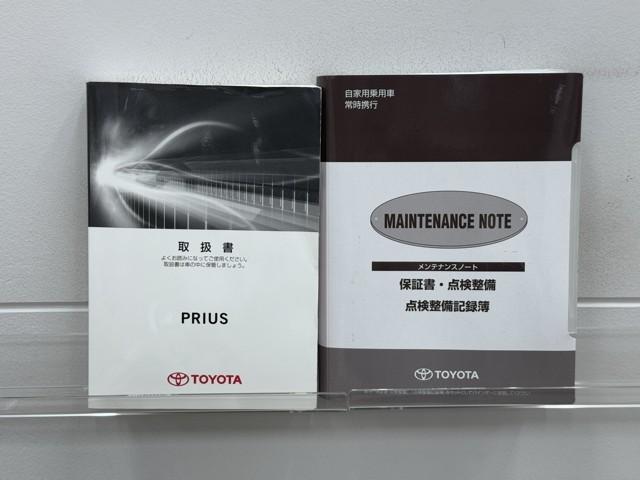 取扱書
よくお読みになってご使用ください。
取扱書は車の中に保管しましょう。
PRIUS
TOYOTA
自家用乗用車
常時携行
MAINTENANCE NOTE
メンテナンスノート
保証書・点検整備
点検整備記録簿
TOYOTA